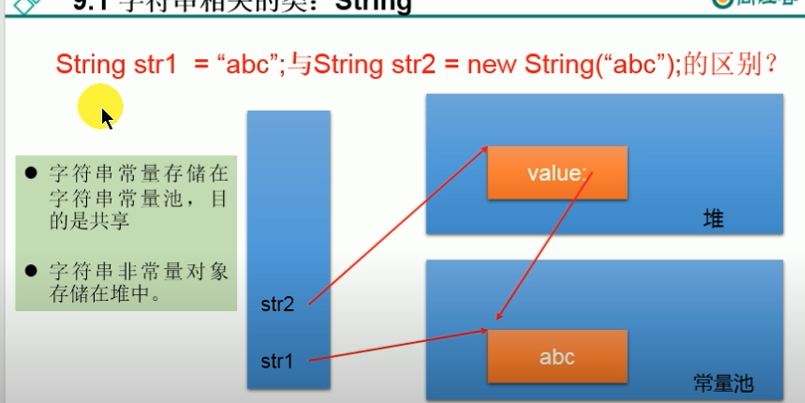 9.1 字符串相关的类：String
String str1 = “abc”;与String str2 = new String(“abc”);的区别？
● 字符串常量存储在
字符串常量池，目
的是共享
● 字符串非常量对象
存储在堆中。
str2
str1
value:
堆
abc
常量池